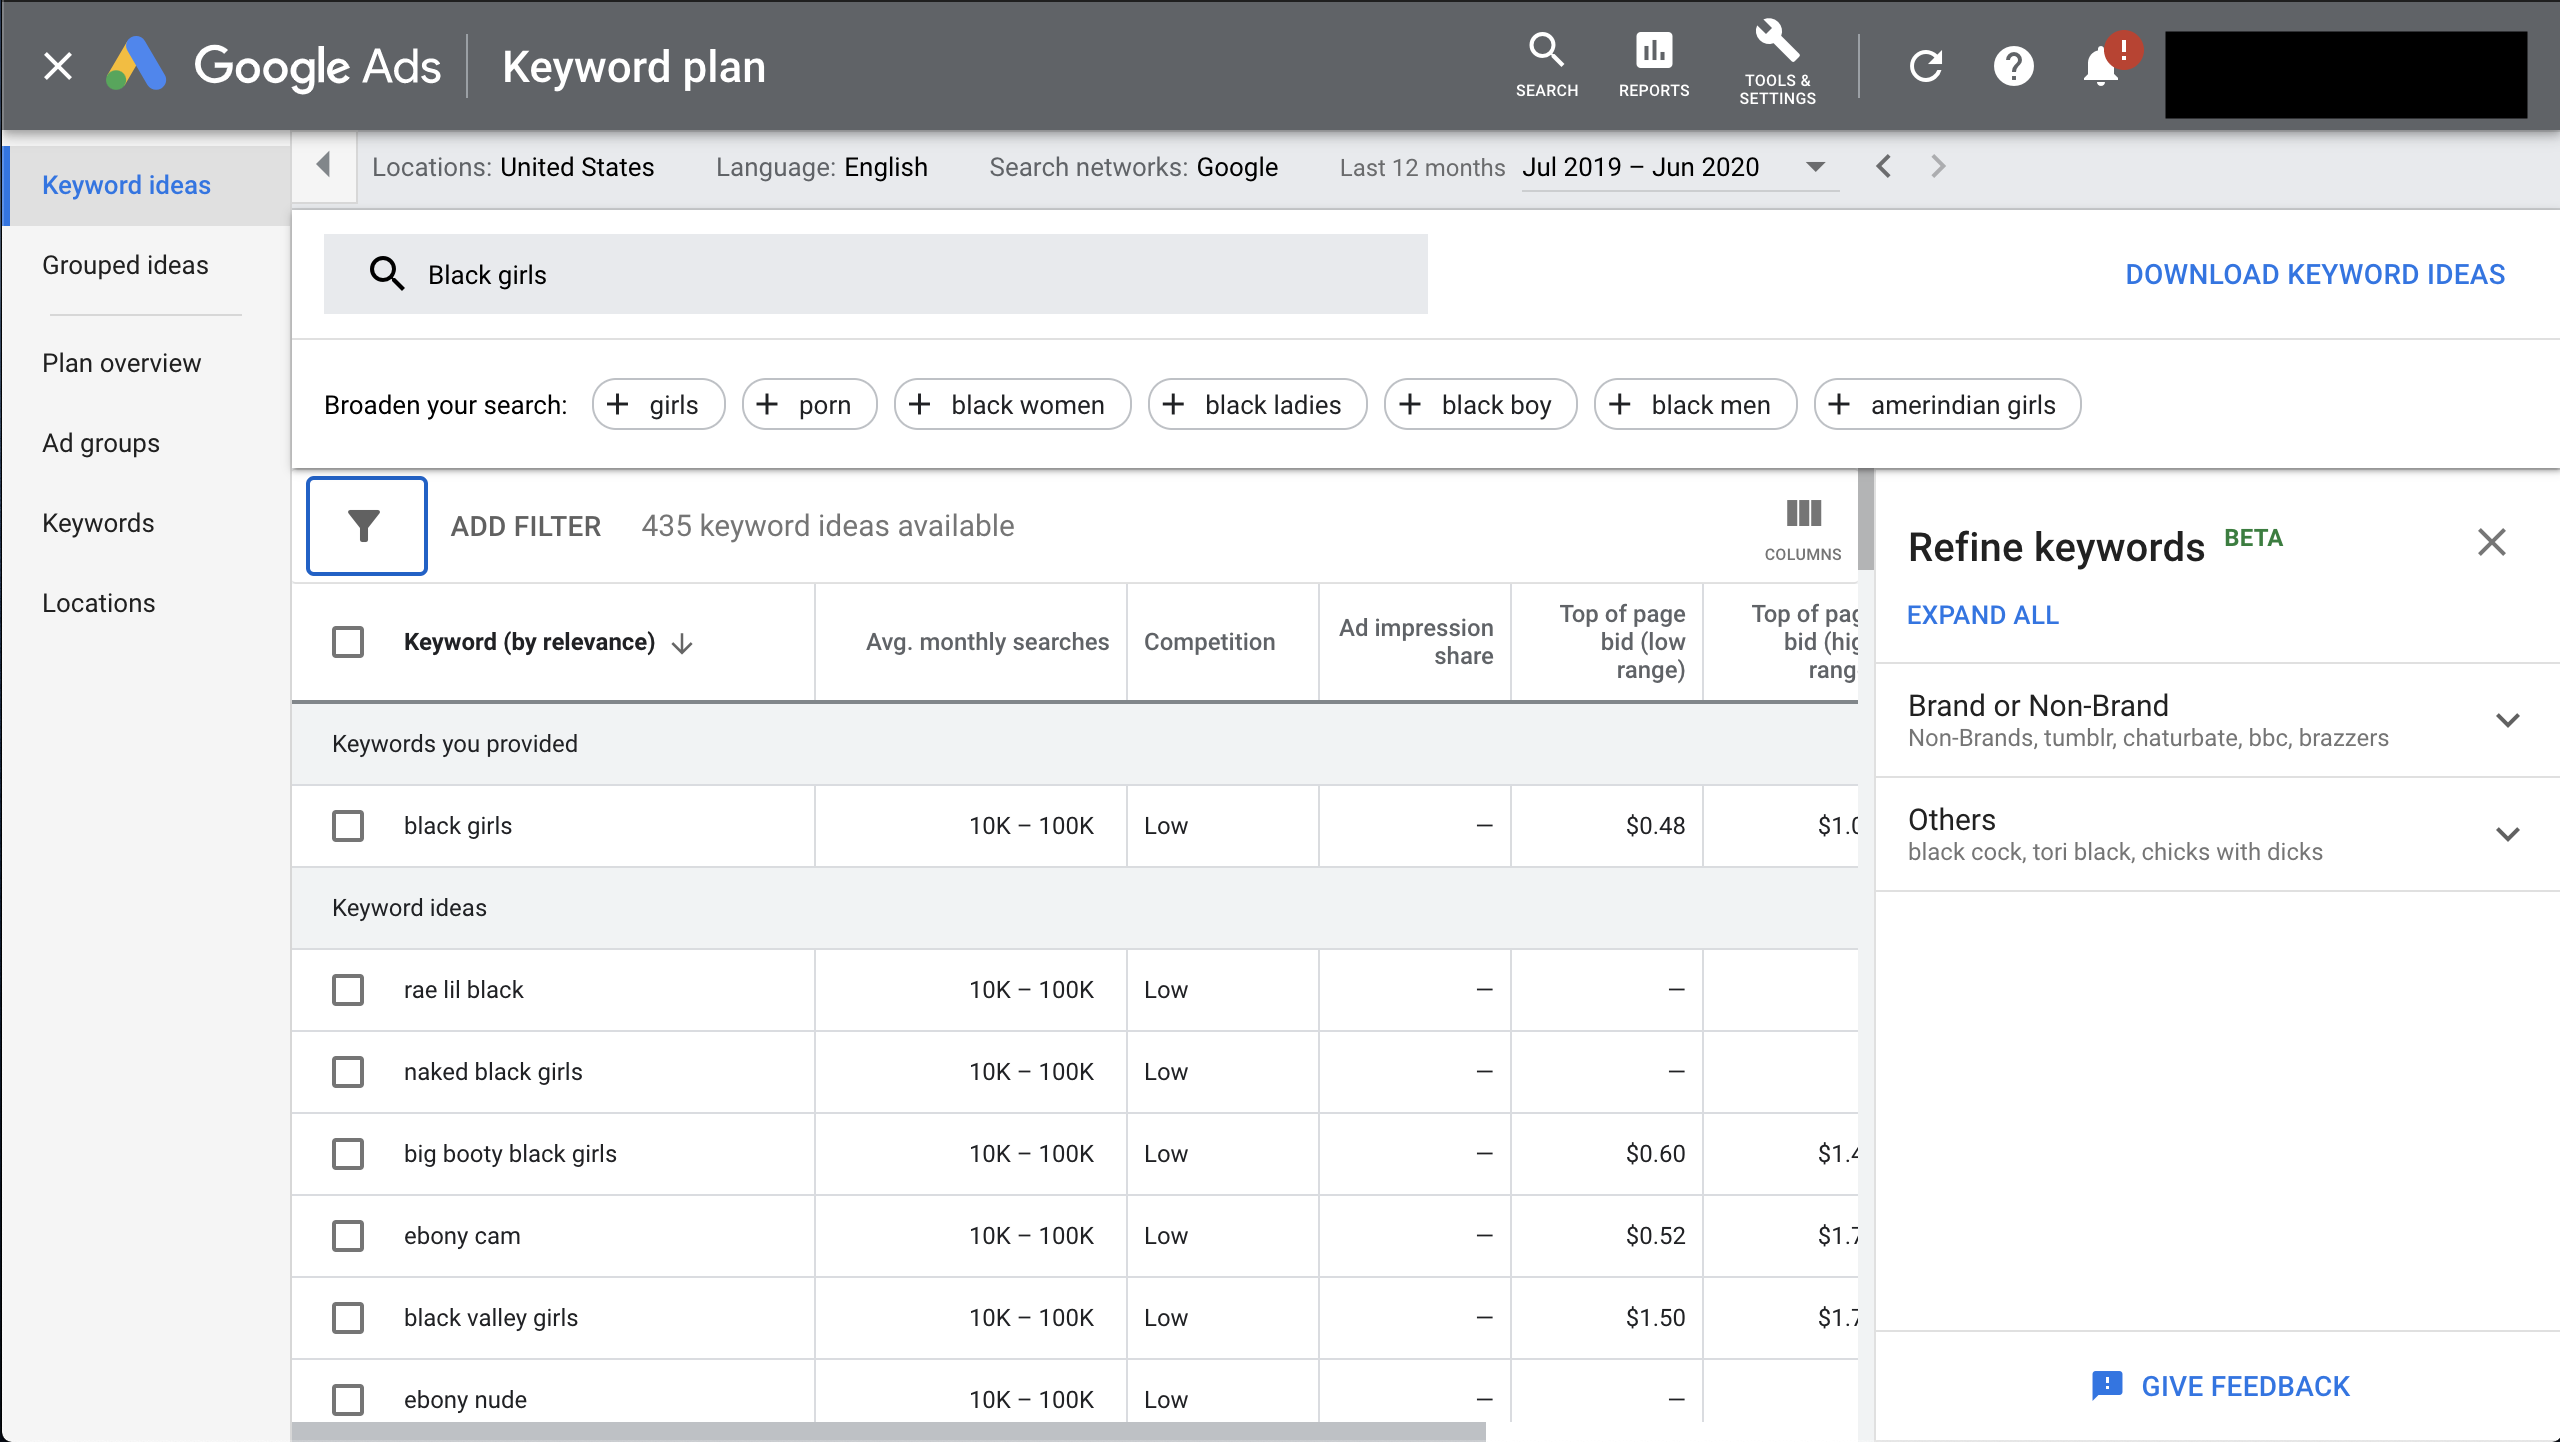 Google Ads
Keyword plan
SEARCH
REPORTS
TOOLS &
SETTINGS
!
Keyword ideas
Grouped ideas
Plan overview
Ad groups
Keywords
Locations
Locations: United States
Language: English
Search networks: Google
Last 12 months
Jul 2019 – Jun 2020
Black girls
DOWNLOAD KEYWORD IDEAS
Broaden your search:
+ girls
+ porn
+ black women
+ black ladies
+ black boy
+ black men
+ amerindian girls
ADD FILTER
435 keyword ideas available
COLUMNS
Keyword (by relevance)
Avg. monthly searches
Competition
Ad impression
share
Top of page
bid (low
range)
Top of pag
bid (hig
rang
Keywords you provided
black girls 10K – 100K Low – $0.48 $1.0
Keyword ideas
rae lil black 10K – 100K Low – –
naked black girls 10K – 100K Low – –
big booty black girls 10K – 100K Low – $0.60 $1.4
ebony cam 10K – 100K Low – $0.52 $1.7
black valley girls 10K – 100K Low – $1.50 $1.7
ebony nude 10K – 100K Low – –
Refine keywords BETA
EXPAND ALL
Brand or Non-Brand
Non-Brands, tumblr, chaturbate, bbc, brazzers
Others
black cock, tori black, chicks with dicks
GIVE FEEDBACK